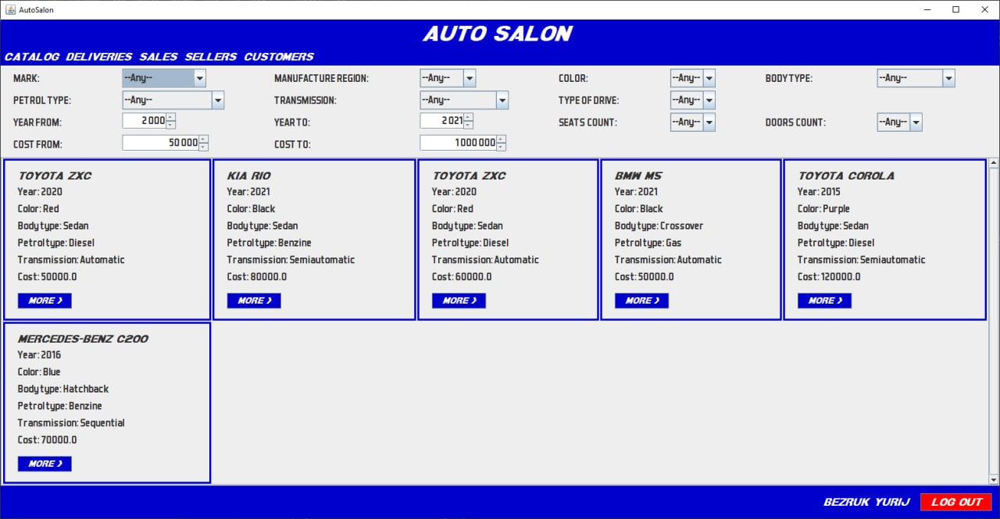 AutoSalon
AUTO SALON
CATALOG DELIVERIES SALES SELLERS CUSTOMERS
MARK: --Any-- MANUFACTURE REGION: --Any-- COLOR: --Any-- BODY TYPE: --Any--
PETROL TYPE: --Any-- TRANSMISSION: --Any-- TYPE OF DRIVE: --Any--
YEAR FROM: 2 000 YEAR TO: 2 021 SEATS COUNT: --Any-- DOORS COUNT: --Any--
COST FROM: 50 000 COST TO: 1 000 000
TOYOTA ZXC
Year: 2020
Color: Red
Body type: Sedan
Petrol type: Diesel
Transmission: Automatic
Cost: 50000.0
MORE >
KIA RIO
Year: 2021
Color: Black
Body type: Sedan
Petrol type: Benzine
Transmission: Semiautomatic
Cost: 80000.0
MORE >
TOYOTA ZXC
Year: 2020
Color: Red
Body type: Sedan
Petrol type: Diesel
Transmission: Automatic
Cost: 60000.0
MORE >
BMW M5
Year: 2021
Color: Black
Body type: Crossover
Petrol type: Gas
Transmission: Automatic
Cost: 50000.0
MORE >
TOYOTA COROLA
Year: 2015
Color: Purple
Body type: Sedan
Petrol type: Diesel
Transmission: Semiautomatic
Cost: 120000.0
MORE >
MERCEDES-BENZ C200
Year: 2016
Color: Blue
Body type: Hatchback
Petrol type: Benzine
Transmission: Sequential
Cost: 70000.0
MORE >
BEZRUK YURIJ LOG OUT